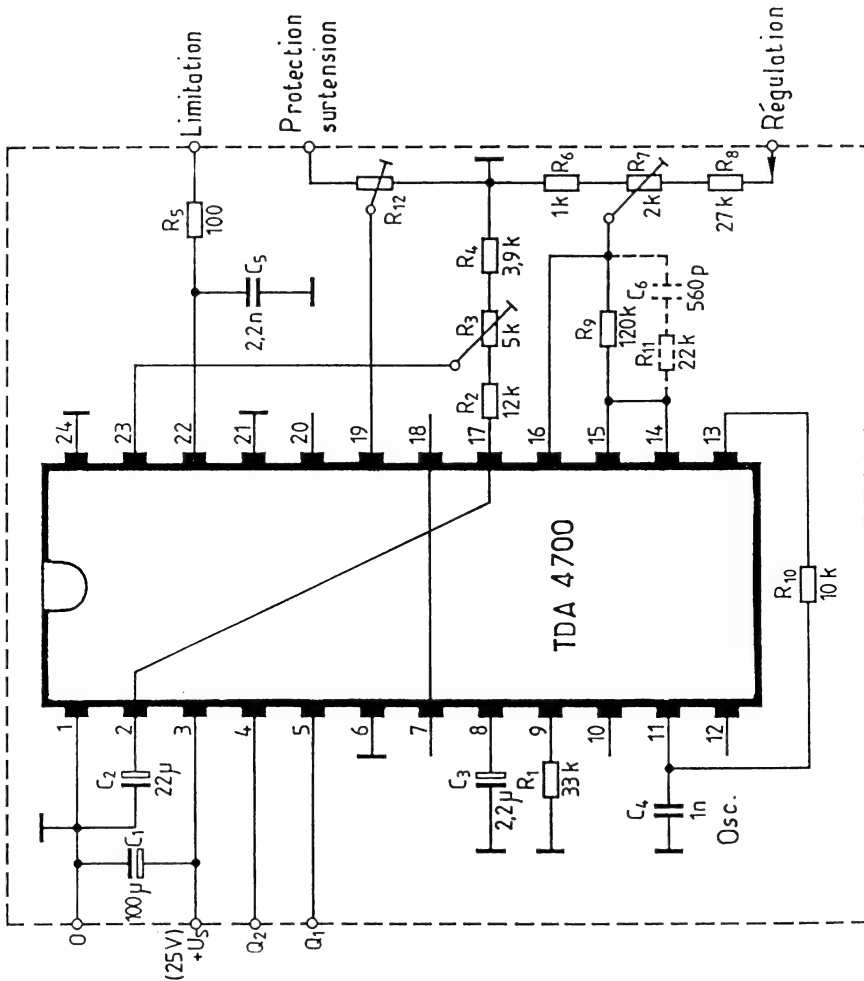 Limitation
Protection
surtension
Régulation
R5
100
C5
2,2n
R12
R4
3,9k
R3
5k
R2
12k
R6
1k
R7
2k
R8
27k
R9
120k
C6
560p
R11
22k
24
23
22
21
20
19
18
17
16
15
14
13
TDA 4700
R10
10k
1
2
3
4
5
6
7
8
9
10
11
12
C2
22µ
C1
100µ
C3
2,2µ
R1
33k
C4
1n
Osc.
0
(25V)
+US
Q2
Q1